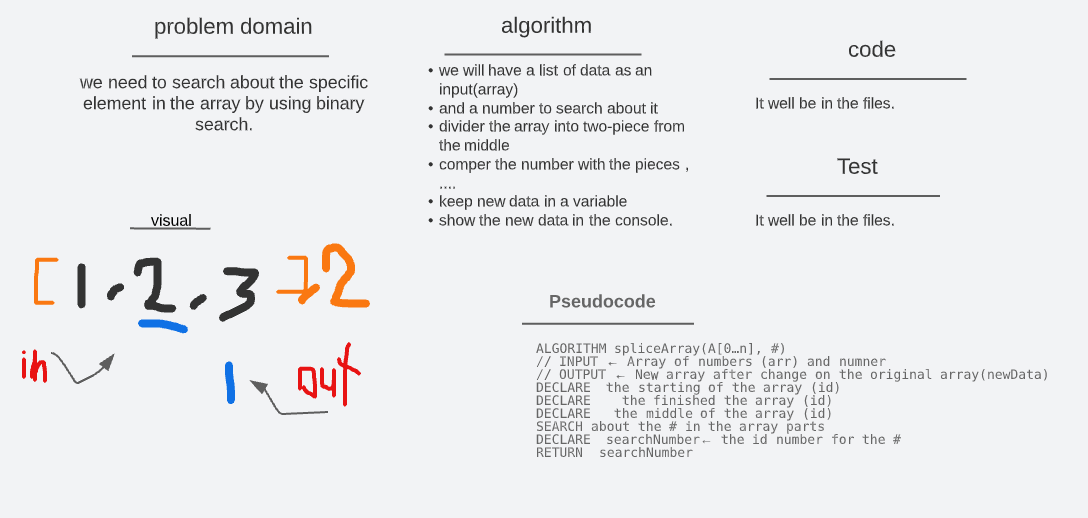 problem domain
we need to search about the specific
element in the array by using binary
search.
visual
[1,2,3],2
in
1
out
algorithm
• we will have a list of data as an
input(array)
• and a number to search about it
• divider the array into two-piece from
the middle
• comper the number with the pieces ,
....
• keep new data in a variable
• show the new data in the console.
code
It well be in the files.
Test
It well be in the files.
Pseudocode
ALGORITHM spliceArray(A[0…n], #)
// INPUT ← Array of numbers (arr) and numner
// OUTPUT ← New array after change on the original array(newData)
DECLARE  the starting of the array (id)
DECLARE    the finished the array (id)
DECLARE   the middle of the array (id)
SEARCH about the # in the array parts
DECLARE  searchNumber← the id number for the #
RETURN  searchNumber